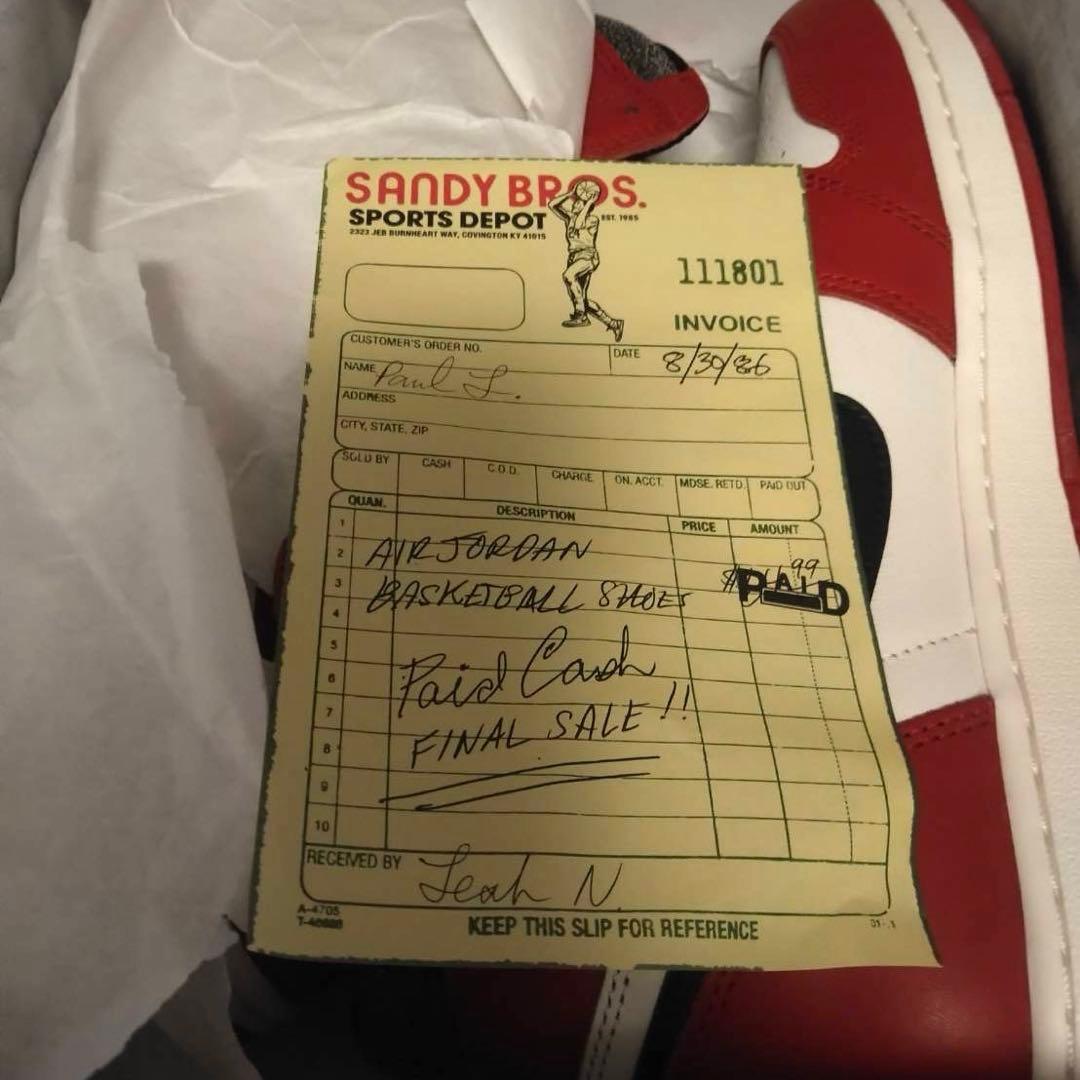 SANDY BROS.
SPORTS DEPOT
EST. 1985
2323 JEB BURNHEART WAY, COVINGTON KY 41015
111801
INVOICE
CUSTOMER'S ORDER NO.
DATE 8/30/86
NAME Paul L.
ADDRESS
CITY, STATE, ZIP
SOLD BY CASH C.O.D. CHARGE ON. ACCT. MDSE. RETD. PAID OUT
QUAN. DESCRIPTION PRICE AMOUNT
1
2 AIR JORDAN
3 BASKETBALL SHOES $ 99 PAID
4
5
6 Paid Cash
7 FINAL SALE!!
8
9
10
RECEIVED BY Leah N.
A-4705
KEEP THIS SLIP FOR REFERENCE